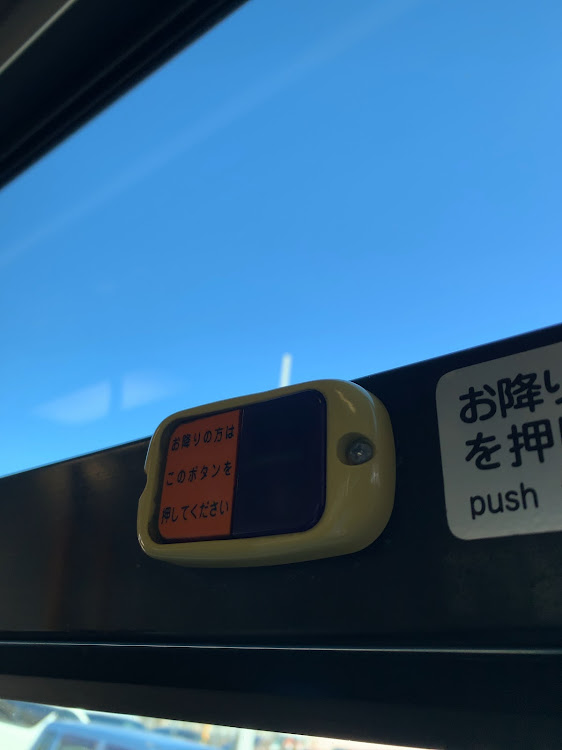 お降りの方は
このボタンを
押してください
お降り
を押
push